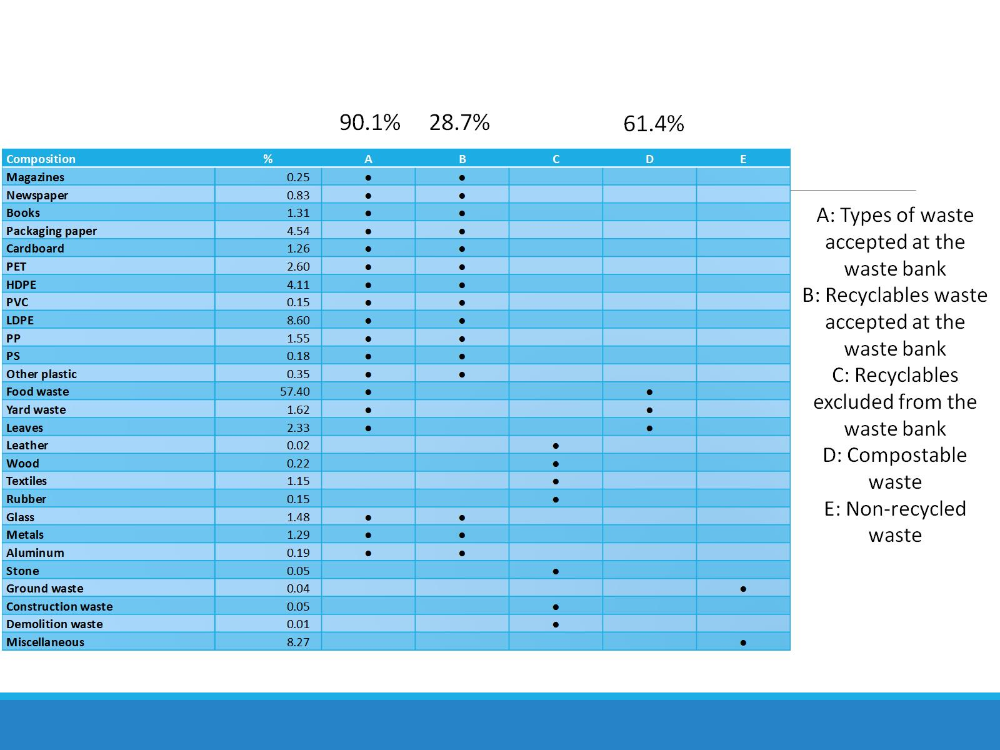 90.1% 28.7% 61.4%
Composition % A B C D E
Magazines 0.25 ● ●
Newspaper 0.83 ● ●
Books 1.31 ● ●
Packaging paper 4.54 ● ●
Cardboard 1.26 ● ●
PET 2.60 ● ●
HDPE 4.11 ● ●
PVC 0.15 ● ●
LDPE 8.60 ● ●
PP 1.55 ● ●
PS 0.18 ● ●
Other plastic 0.35 ● ●
Food waste 57.40 ● ●
Yard waste 1.62 ● ●
Leaves 2.33 ● ●
Leather 0.02 ●
Wood 0.22 ●
Textiles 1.15 ●
Rubber 0.15 ●
Glass 1.48 ● ●
Metals 1.29 ● ●
Aluminum 0.19 ● ●
Stone 0.05 ●
Ground waste 0.04 ●
Construction waste 0.05 ●
Demolition waste 0.01 ●
Miscellaneous 8.27 ●
A: Types of waste
accepted at the
waste bank
B: Recyclables waste
accepted at the
waste bank
C: Recyclables
excluded from the
waste bank
D: Compostable
waste
E: Non-recycled
waste